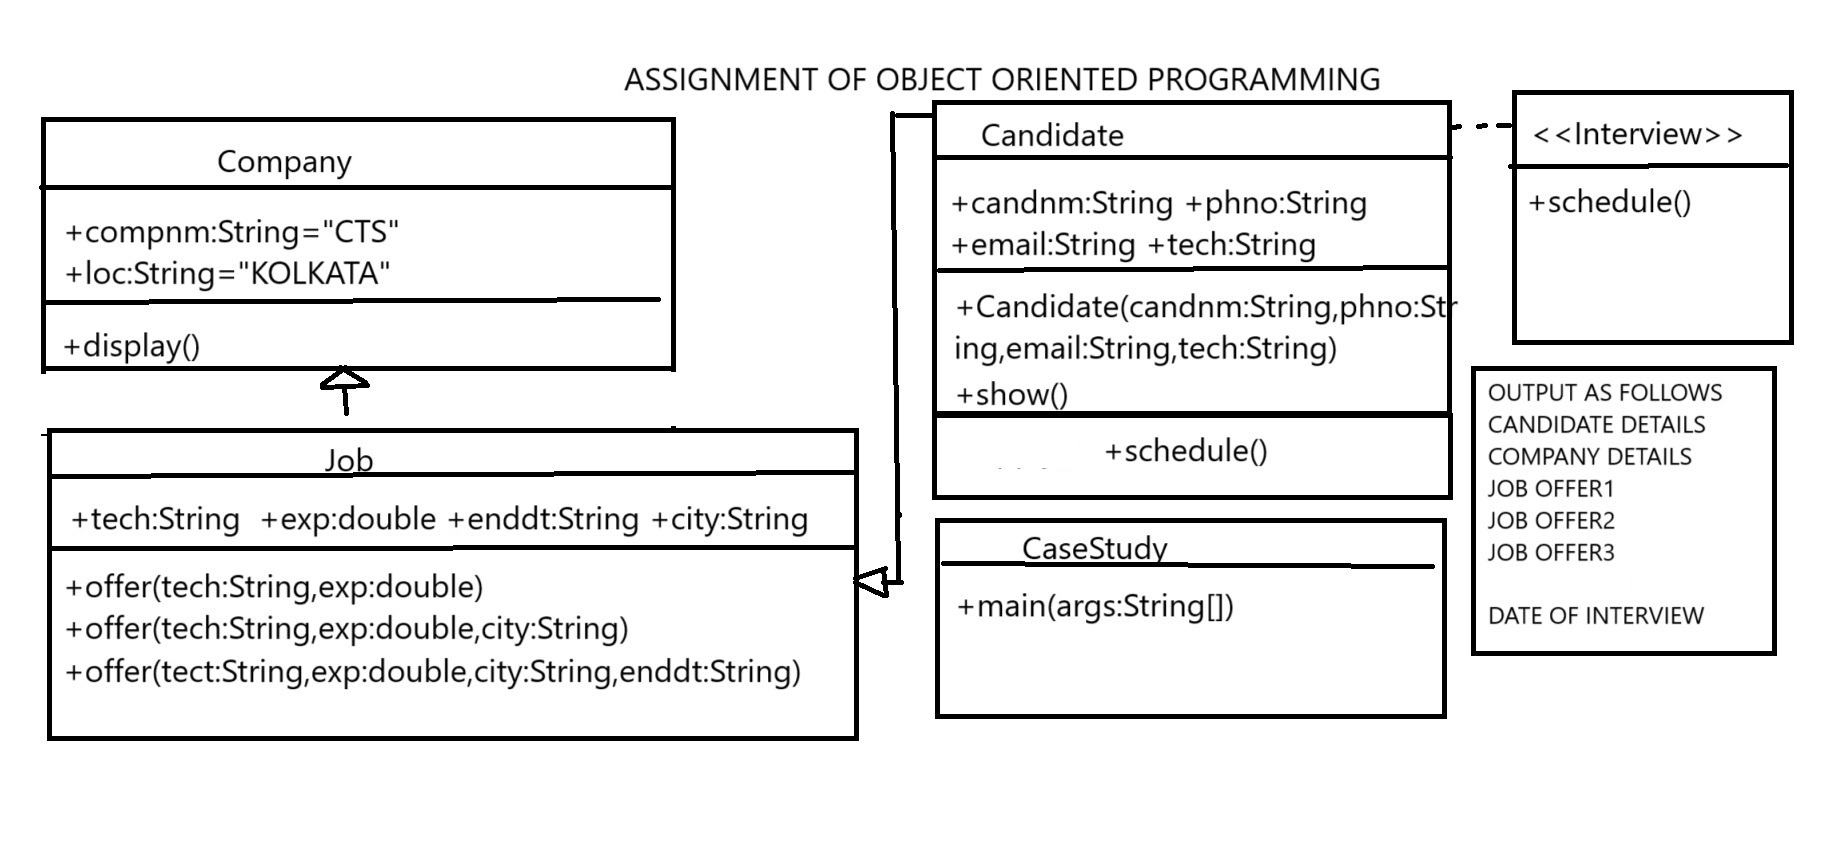 ASSIGNMENT OF OBJECT ORIENTED PROGRAMMING
Company
+compnm:String="CTS"
+loc:String="KOLKATA"
+display()
Job
+tech:String +exp:double +enddt:String +city:String
+offer(tech:String,exp:double)
+offer(tech:String,exp:double,city:String)
+offer(tect:String,exp:double,city:String,enddt:String)
Candidate
+candnm:String +phno:String
+email:String +tech:String
+Candidate(candnm:String,phno:Str
ing,email:String,tech:String)
+show()
+schedule()
CaseStudy
+main(args:String[])
<<Interview>>
+schedule()
OUTPUT AS FOLLOWS
CANDIDATE DETAILS
COMPANY DETAILS
JOB OFFER1
JOB OFFER2
JOB OFFER3
DATE OF INTERVIEW